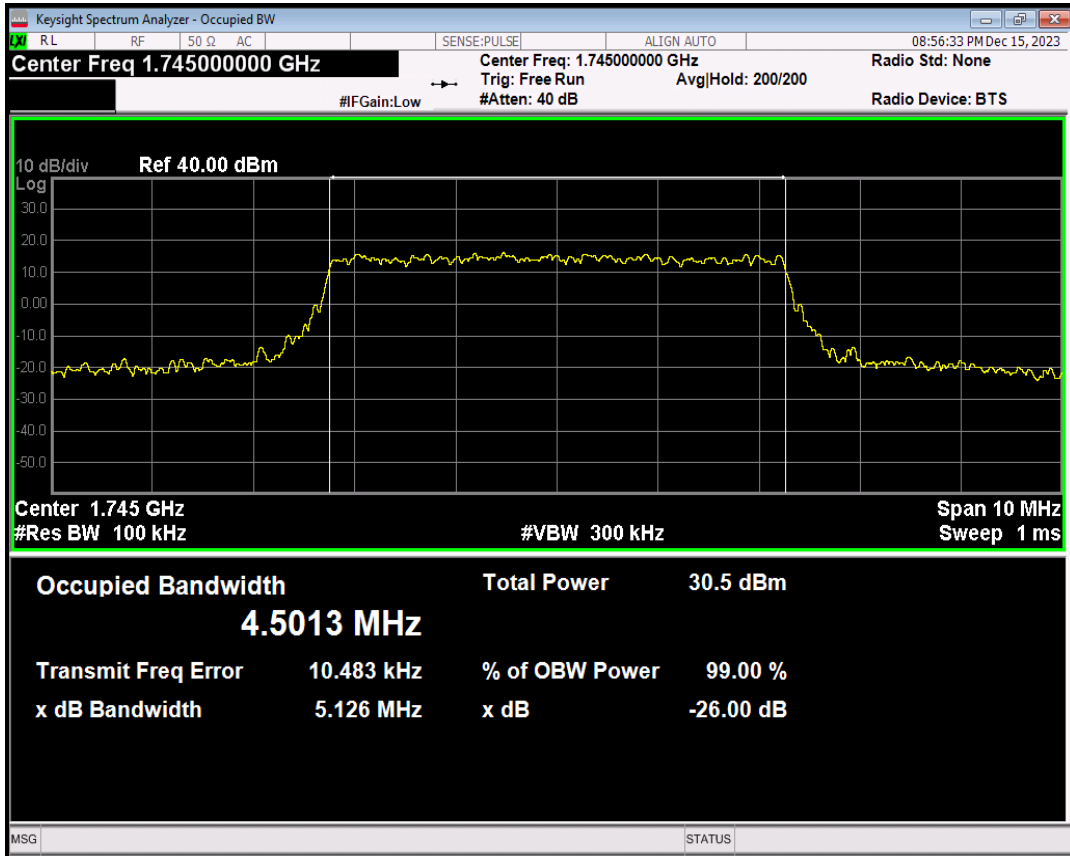 Keysight Spectrum Analyzer - Occupied BW
LXI RL RF 50 Ω AC SENSE:PULSE ALIGN AUTO 08:56:33 PM Dec 15, 2023
Center Freq 1.745000000 GHz
Center Freq: 1.745000000 GHz Radio Std: None
Trig: Free Run Avg|Hold: 200/200
#IFGain:Low #Atten: 40 dB Radio Device: BTS
10 dB/div Ref 40.00 dBm
Log
30.0
20.0
10.0
0.00
-10.0
-20.0
-30.0
-40.0
-50.0
Center 1.745 GHz Span 10 MHz
#Res BW 100 kHz #VBW 300 kHz Sweep 1 ms
Occupied Bandwidth Total Power 30.5 dBm
4.5013 MHz
Transmit Freq Error 10.483 kHz % of OBW Power 99.00 %
x dB Bandwidth 5.126 MHz x dB -26.00 dB
MSG STATUS